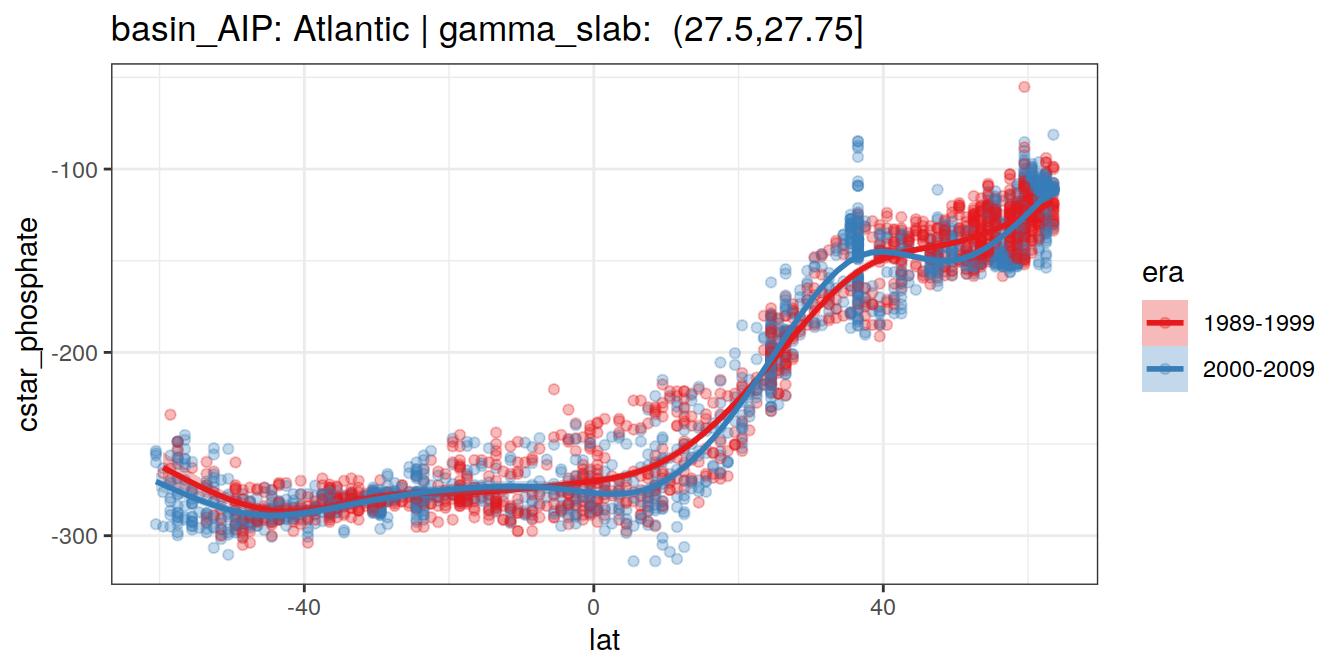 basin_AIP: Atlantic | gamma_slab:  (27.5,27.75]
-100
-200
-300
cstar_phosphate
-40
0
40
lat
era
1989-1999
2000-2009